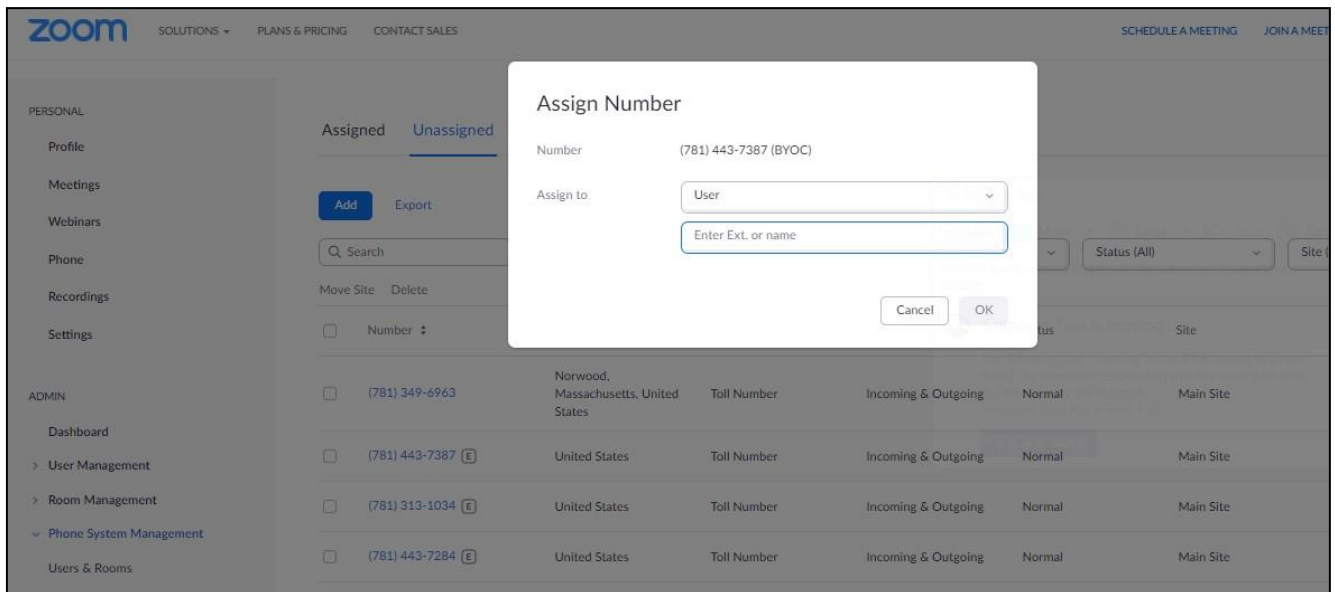 zoom SOLUTIONS PLANS & PRICING CONTACT SALES SCHEDULE A MEETING JOIN A MEET
PERSONAL
Profile
Meetings
Webinars
Phone
Recordings
Settings
ADMIN
Dashboard
User Management
Room Management
Phone System Management
Users & Rooms
Assigned Unassigned
Add Export
Search Status (All) Site (
Move Site Delete
Assign Number
Number (781) 443-7387 (BYOC)
Assign to User
Enter Ext. or name
Cancel OK
Number tus Site
(781) 349-6963 Norwood, Massachusetts, United States Toll Number Incoming & Outgoing Normal Main Site
(781) 443-7387 E United States Toll Number Incoming & Outgoing Normal Main Site
(781) 313-1034 E United States Toll Number Incoming & Outgoing Normal Main Site
(781) 443-7284 E United States Toll Number Incoming & Outgoing Normal Main Site